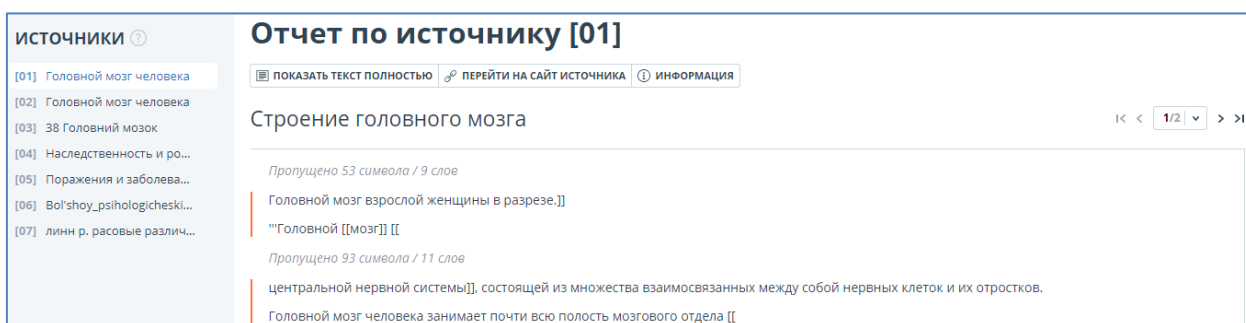 ИСТОЧНИКИ ?
[01] Головной мозг человека
[02] Головной мозг человека
[03] 38 Головний мозок
[04] Наследственность и ро...
[05] Поражения и заболева...
[06] Bol'shoy_psihologicheski...
[07] линн р. расовые различ...
Отчет по источнику [01]
ПОКАЗАТЬ ТЕКСТ ПОЛНОСТЬЮ ПЕРЕЙТИ НА САЙТ ИСТОЧНИКА ИНФОРМАЦИЯ
Строение головного мозга 1/2
Пропущено 53 символа / 9 слов
Головной мозг взрослой женщины в разрезе.]]
'''Головной [[мозг]] [[
Пропущено 93 символа / 11 слов
центральной нервной системы]], состоящей из множества взаимосвязанных между собой нервных клеток и их отростков.
Головной мозг человека занимает почти всю полость мозгового отдела [[